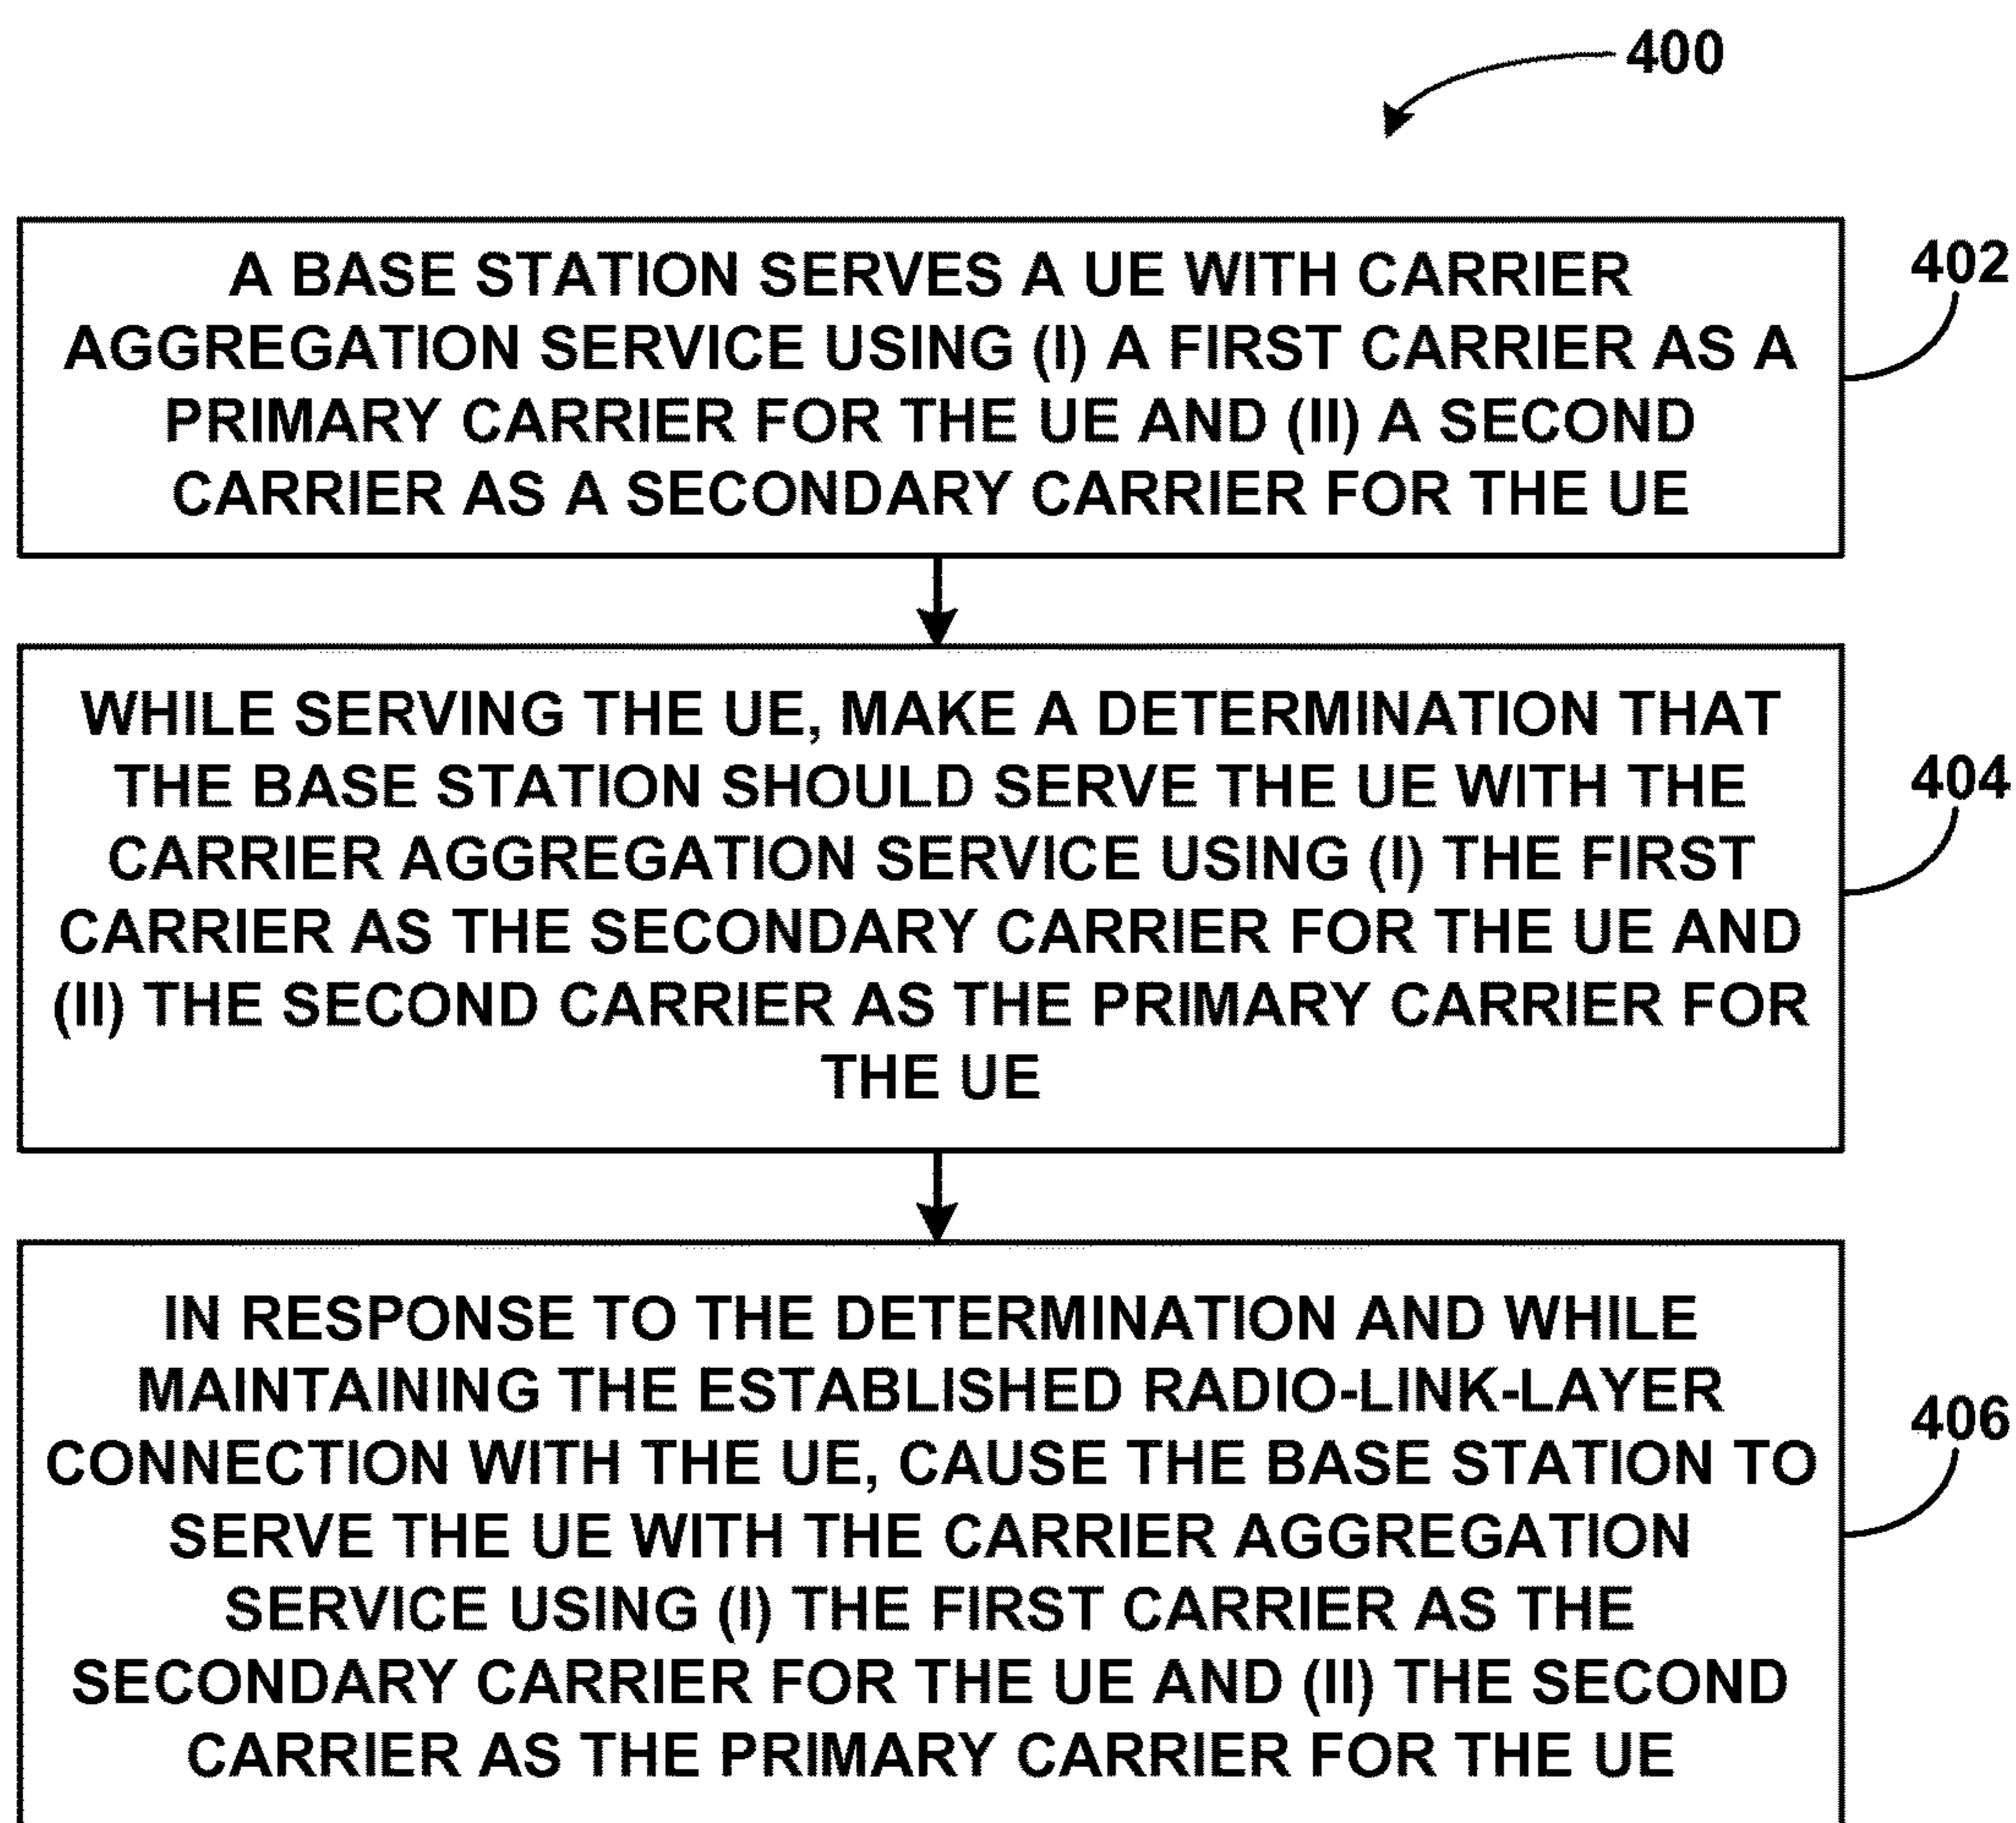 400
A BASE STATION SERVES A UE WITH CARRIER
AGGREGATION SERVICE USING (I) A FIRST CARRIER AS A
PRIMARY CARRIER FOR THE UE AND (II) A SECOND
CARRIER AS A SECONDARY CARRIER FOR THE UE
402
WHILE SERVING THE UE, MAKE A DETERMINATION THAT
THE BASE STATION SHOULD SERVE THE UE WITH THE
CARRIER AGGREGATION SERVICE USING (I) THE FIRST
CARRIER AS THE SECONDARY CARRIER FOR THE UE AND
(II) THE SECOND CARRIER AS THE PRIMARY CARRIER FOR
THE UE
404
IN RESPONSE TO THE DETERMINATION AND WHILE
MAINTAINING THE ESTABLISHED RADIO-LINK-LAYER
CONNECTION WITH THE UE, CAUSE THE BASE STATION TO
SERVE THE UE WITH THE CARRIER AGGREGATION
SERVICE USING (I) THE FIRST CARRIER AS THE
SECONDARY CARRIER FOR THE UE AND (II) THE SECOND
CARRIER AS THE PRIMARY CARRIER FOR THE UE
406